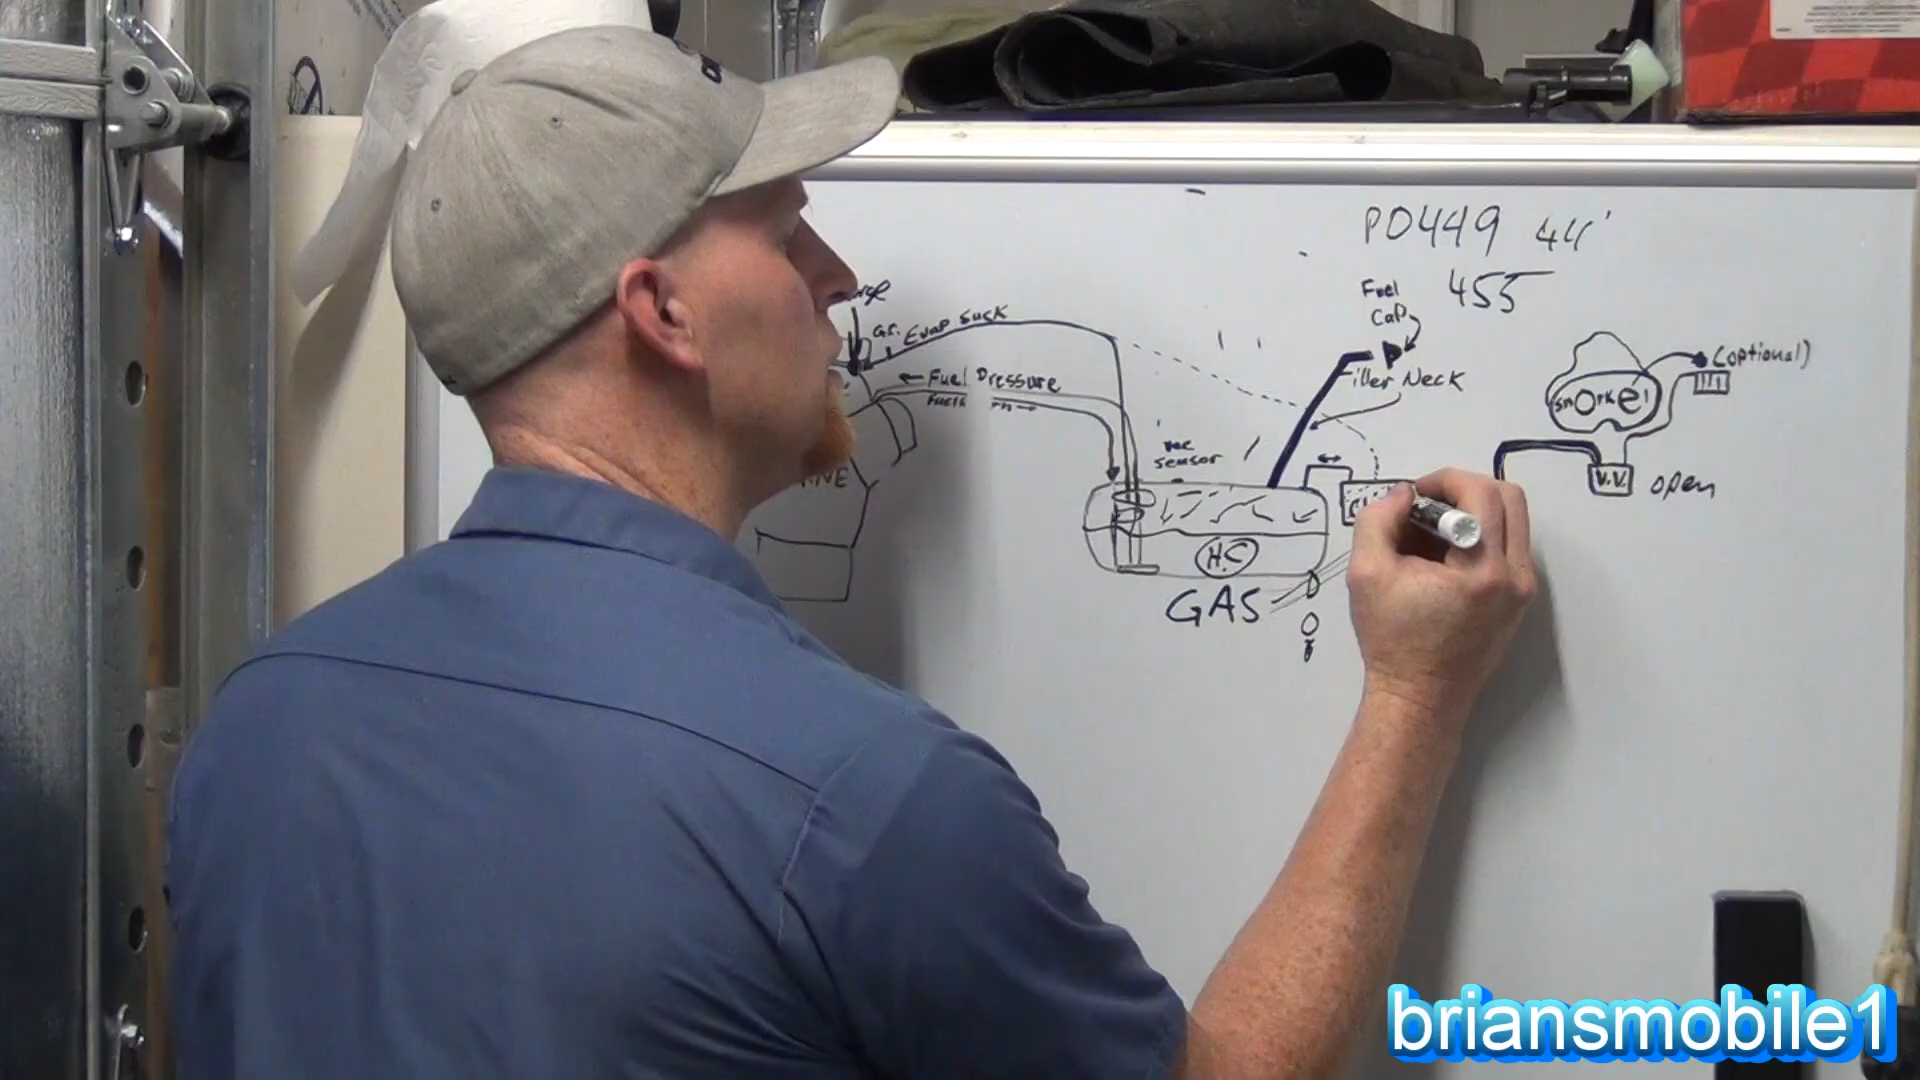 P0449 44'
455
Fuel
Cap
G.E. Evap Suck
Fuel Pressure
Filler Neck
(optional)
snorkel
sensor
V.V. open
H.C
GAS
briansmobile1